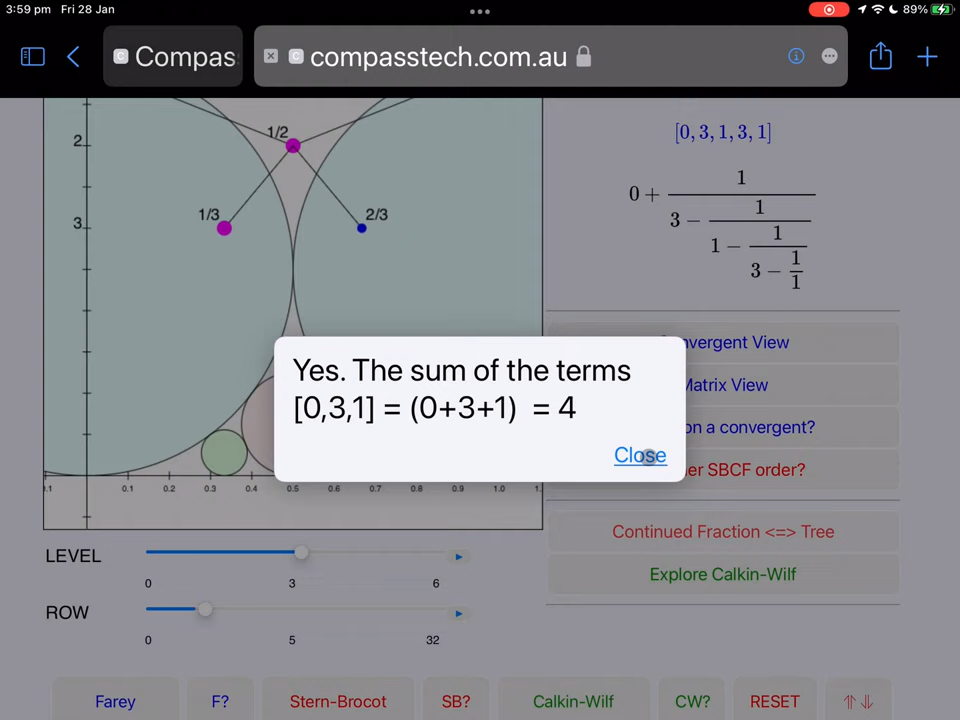 3:59 pm Fri 28 Jan
89%
Compass
compasstech.com.au
[0, 3, 1, 3, 1]
1/2
2
1/3
2/3
3
0 +
1
3 −
1
1 −
1
3 −
1
1
Yes. The sum of the terms
[0,3,1] = (0+3+1) = 4
Close
nvergent View
Matrix View
on a convergent?
er SBCF order?
Continued Fraction <=> Tree
Explore Calkin-Wilf
.1 0.1 0.2 0.3 0.4 0.5 0.6 0.7 0.8 0.9 1.0 1.
LEVEL
0 3 6
ROW
0 5 32
Farey F? Stern-Brocot SB? Calkin-Wilf CW? RESET ⇑⇓